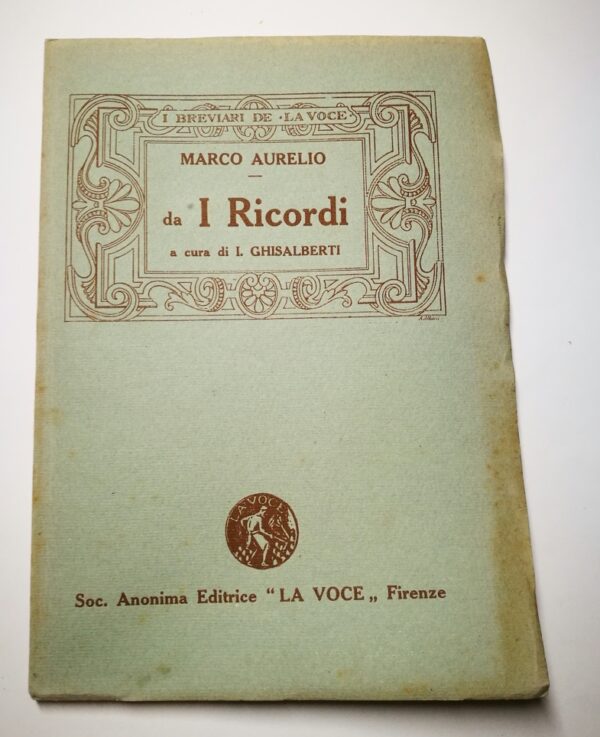 I BREVIARI DE · LA VOCE
MARCO AURELIO
da I Ricordi
a cura di I. GHISALBERTI
LA VOCE
Soc. Anonima Editrice “LA VOCE„ Firenze